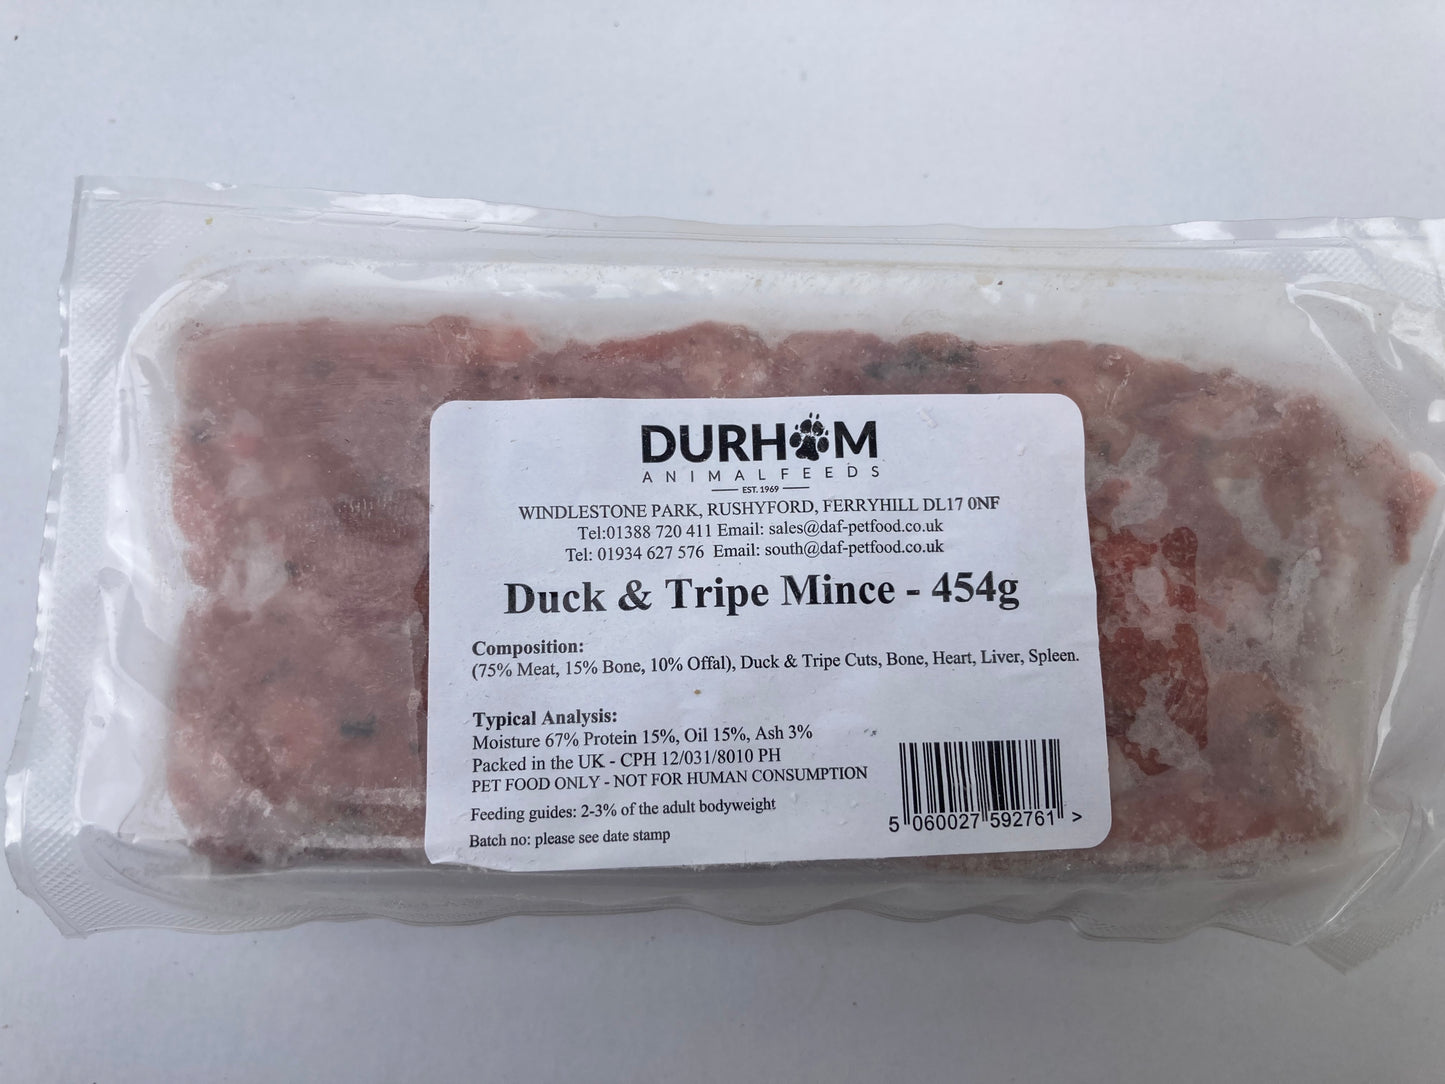 DURHAM
ANIMAL FEEDS
EST. 1969
WINDLESTONE PARK, RUSHYFORD, FERRYHILL DL17 0NF
Tel:01388 720 411 Email: sales@daf-petfood.co.uk
Tel: 01934 627 576 Email: south@daf-petfood.co.uk
Duck & Tripe Mince - 454g
Composition:
(75% Meat, 15% Bone, 10% Offal), Duck & Tripe Cuts, Bone, Heart, Liver, Spleen.
Typical Analysis:
Moisture 67% Protein 15%, Oil 15%, Ash 3%
Packed in the UK - CPH 12/031/8010 PH
PET FOOD ONLY - NOT FOR HUMAN CONSUMPTION
Feeding guides: 2-3% of the adult bodyweight
Batch no: please see date stamp
5 060027 592761 >